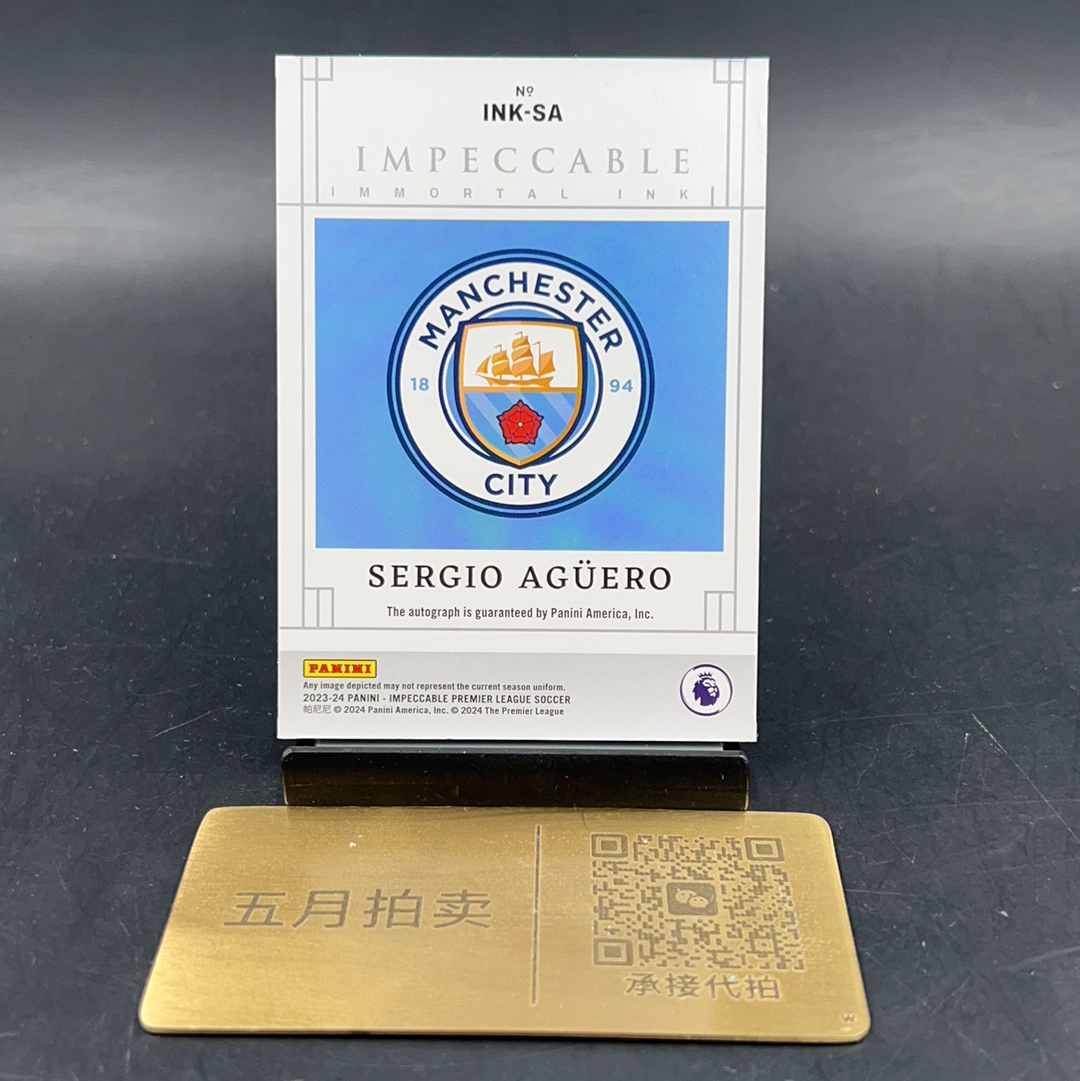 Nº
INK-SA
IMPECCABLE
IMMORTAL INK
MANCHESTER
18 94
CITY
SERGIO AGÜERO
The autograph is guaranteed by Panini America, Inc.
PANINI
Any image depicted may not represent the current season uniform.
2023-24 PANINI - IMPECCABLE PREMIER LEAGUE SOCCER
帕尼尼 © 2024 Panini America, Inc. © 2024 The Premier League
五月拍卖
承接代拍
W